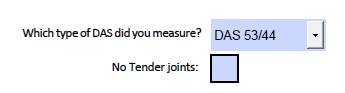 Which type of DAS did you measure? DAS 53/44
No Tender joints: